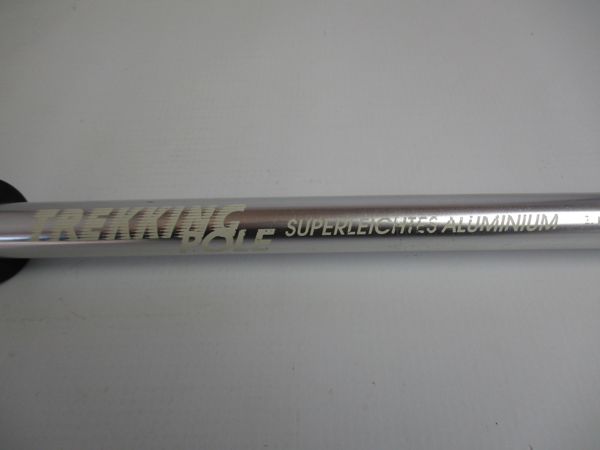 TREKKING
POLE SUPERLEICHTES ALUMINIUM